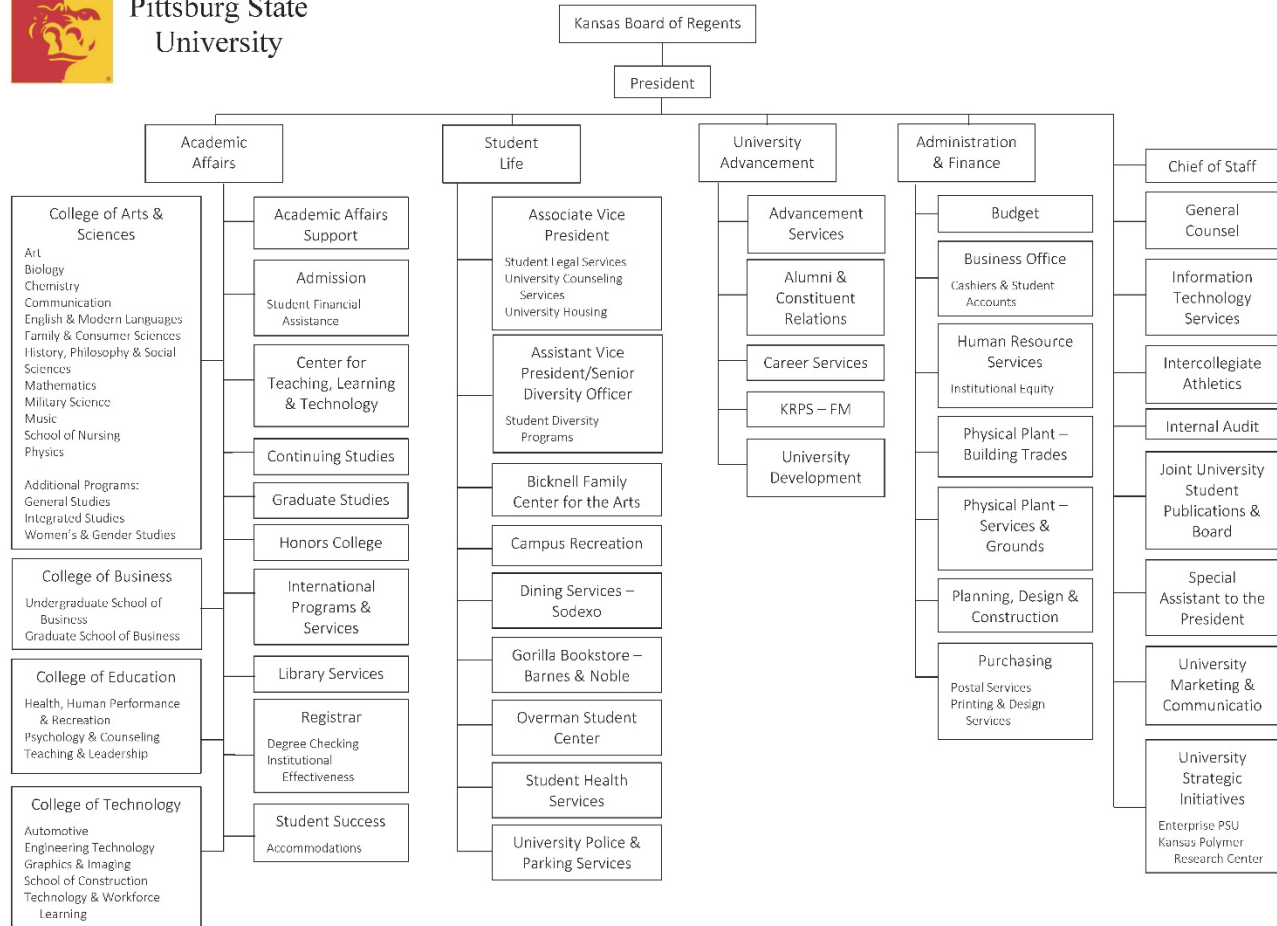 Pittsburg State
University
Kansas Board of Regents
President
Academic
Affairs
Student
Life
University
Advancement
Administration
& Finance
College of Arts &
Sciences
Art
Biology
Chemistry
Communication
English & Modern Languages
Family & Consumer Sciences
History, Philosophy & Social
Sciences
Mathematics
Military Science
Music
School of Nursing
Physics
Additional Programs:
General Studies
Integrated Studies
Women's & Gender Studies
College of Business
Undergraduate School of
Business
Graduate School of Business
College of Education
Health, Human Performance
& Recreation
Psychology & Counseling
Teaching & Leadership
College of Technology
Automotive
Engineering Technology
Graphics & Imaging
School of Construction
Technology & Workforce
Learning
Academic Affairs
Support
Admission
Student Financial
Assistance
Center for
Teaching, Learning
& Technology
Continuing Studies
Graduate Studies
Honors College
International
Programs &
Services
Library Services
Registrar
Degree Checking
Institutional
Effectiveness
Student Success
Accommodations
Associate Vice
President
Student Legal Services
University Counseling
Services
University Housing
Assistant Vice
President/Senior
Diversity Officer
Student Diversity
Programs
Bicknell Family
Center for the Arts
Campus Recreation
Dining Services –
Sodexo
Gorilla Bookstore –
Barnes & Noble
Overman Student
Center
Student Health
Services
University Police &
Parking Services
Advancement
Services
Alumni &
Constituent
Relations
Career Services
KRPS – FM
University
Development
Budget
Business Office
Cashiers & Student
Accounts
Human Resource
Services
Institutional Equity
Physical Plant –
Building Trades
Physical Plant –
Services &
Grounds
Planning, Design &
Construction
Purchasing
Postal Services
Printing & Design
Services
Chief of Staff
General
Counsel
Information
Technology
Services
Intercollegiate
Athletics
Internal Audit
Joint University
Student
Publications &
Board
Special
Assistant to the
President
University
Marketing &
Communicatio
University
Strategic
Initiatives
Enterprise PSU
Kansas Polymer
Research Center